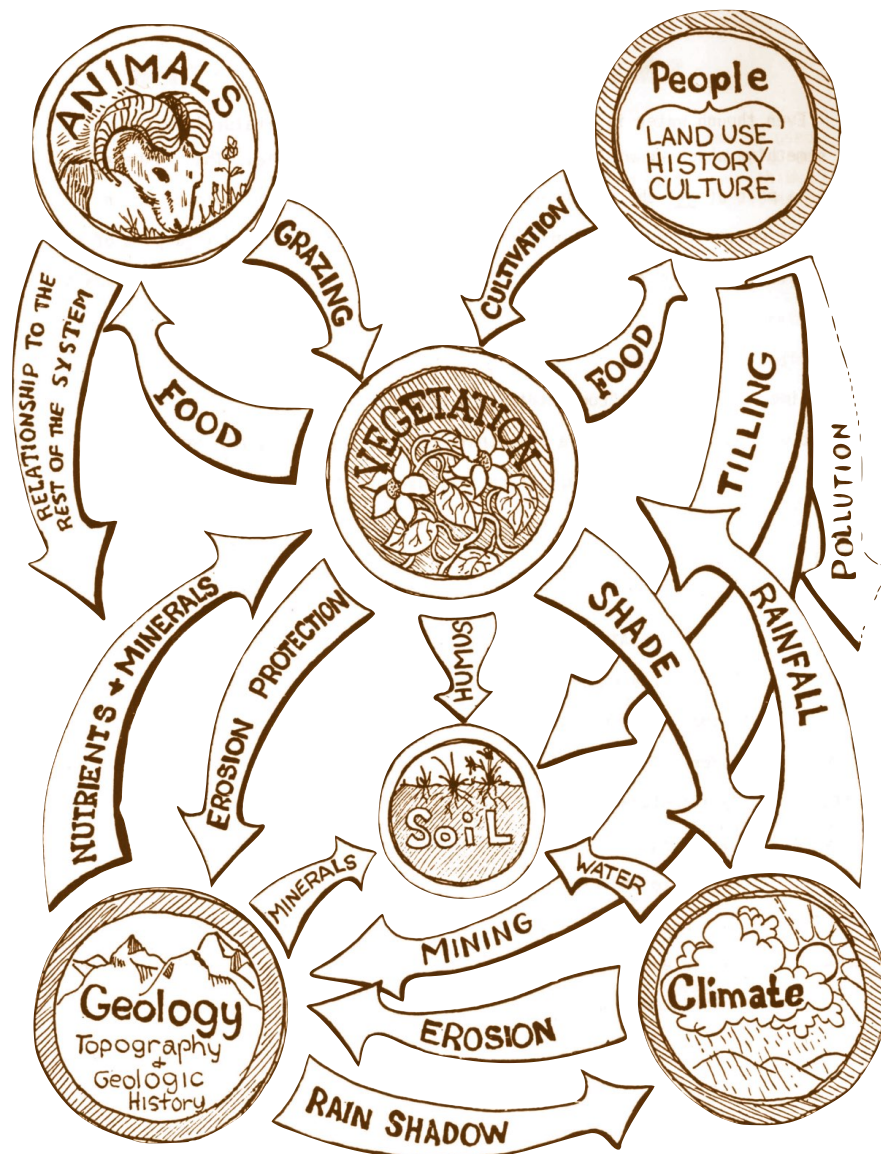 ANIMALS
People
LAND USE
HISTORY
CULTURE
GRAZING
CULTIVATION
RELATIONSHIP TO THE
REST OF THE SYSTEM
FOOD
FOOD
VEGETATION
TILLING
POLLUTION
NUTRIENTS + MINERALS
EROSION PROTECTION
HUMUS
SHADE
RAINFALL
SoiL
MINERALS
WATER
MINING
Geology
Topography
&
Geologic
History
EROSION
Climate
RAIN SHADOW